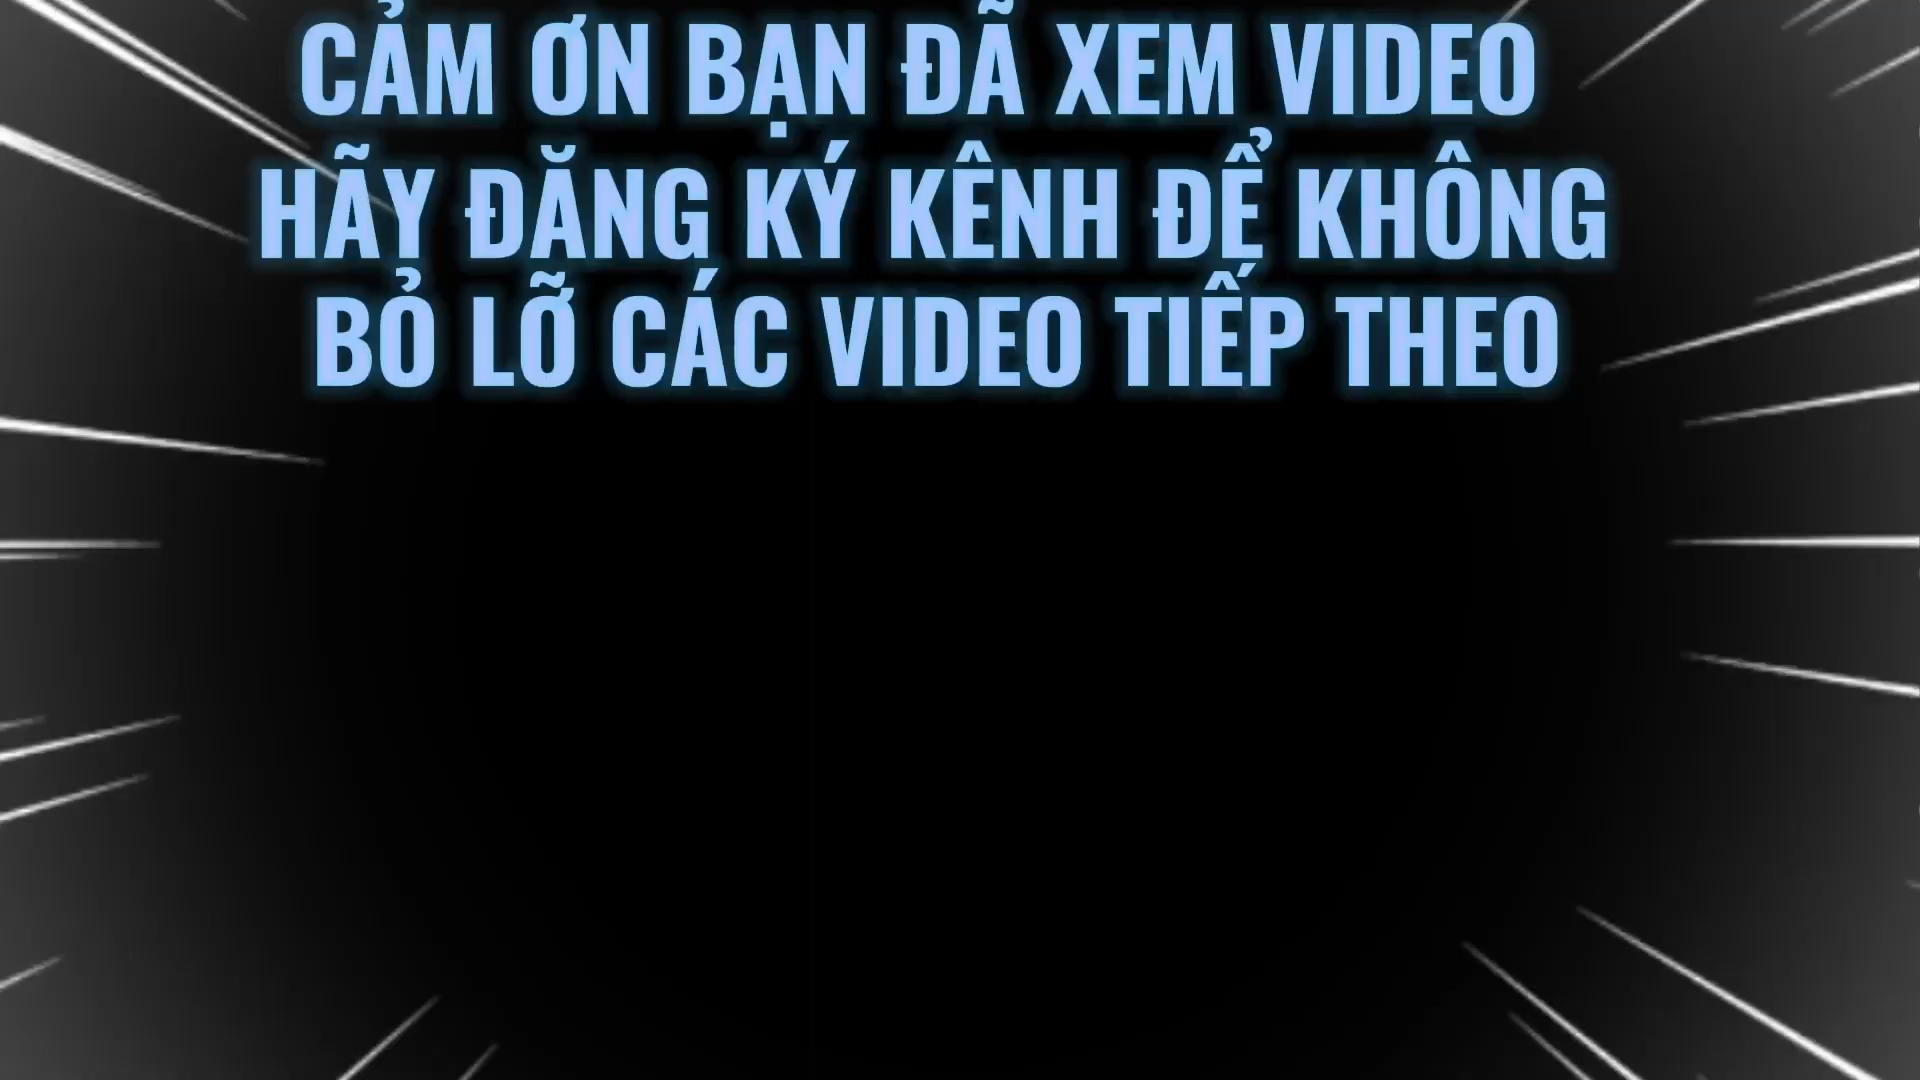 CẢM ƠN BẠN ĐÃ XEM VIDEO
HÃY ĐĂNG KÝ KÊNH ĐỂ KHÔNG
BỎ LỠ CÁC VIDEO TIẾP THEO